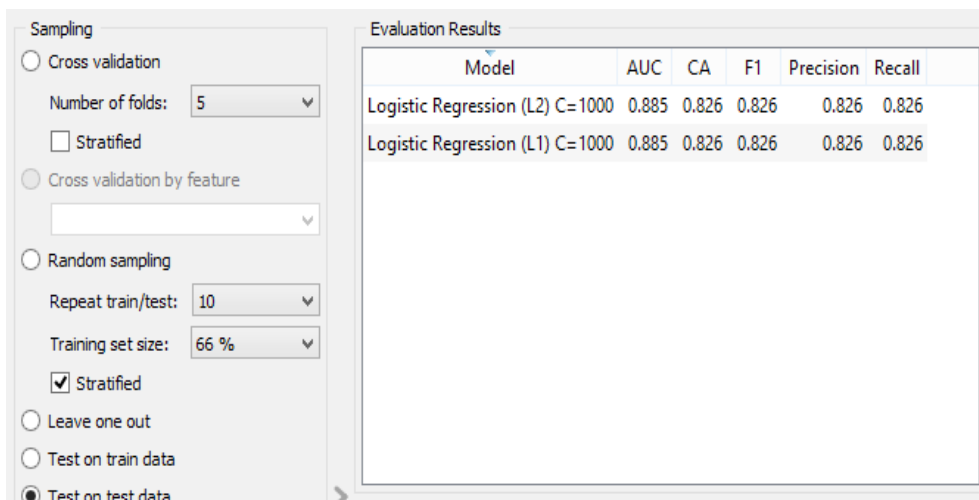 Sampling
Cross validation
Number of folds: 5
Stratified
Cross validation by feature
Random sampling
Repeat train/test: 10
Training set size: 66 %
Stratified
Leave one out
Test on train data
Test on test data
Evaluation Results
Model AUC CA F1 Precision Recall
Logistic Regression (L2) C=1000 0.885 0.826 0.826 0.826 0.826
Logistic Regression (L1) C=1000 0.885 0.826 0.826 0.826 0.826